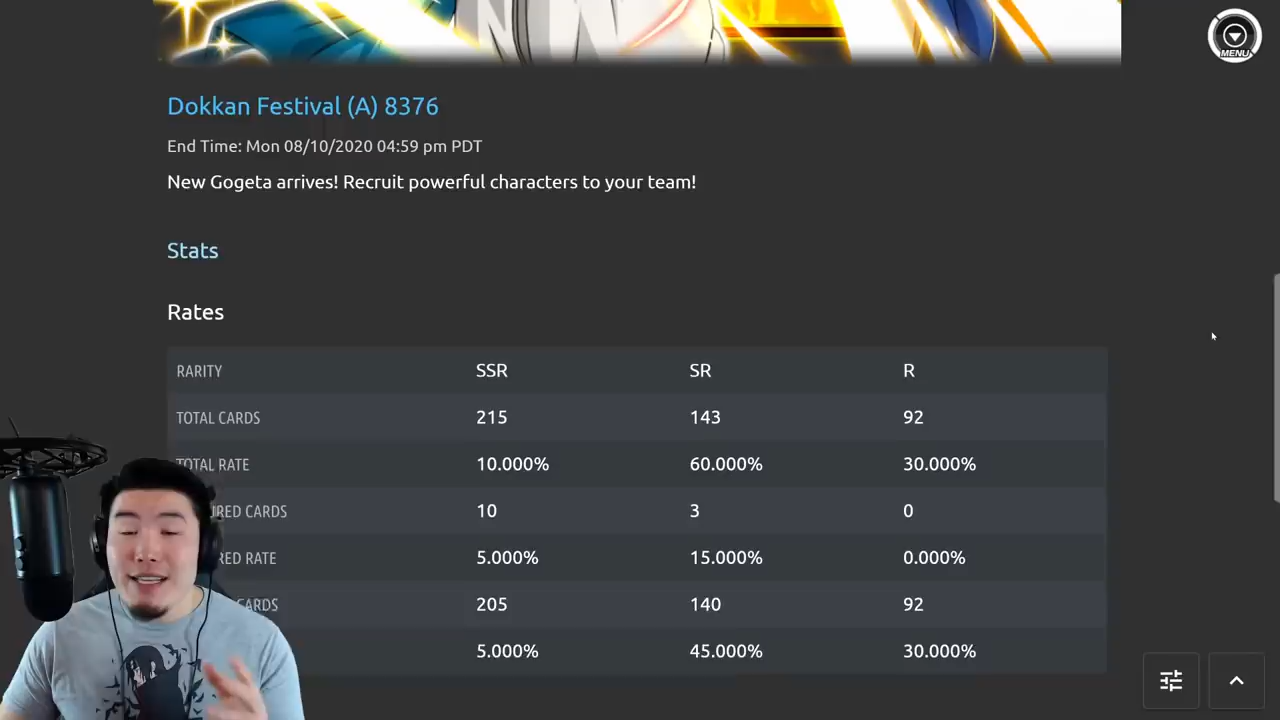 MENU
Dokkan Festival (A) 8376
End Time: Mon 08/10/2020 04:59 pm PDT
New Gogeta arrives! Recruit powerful characters to your team!
Stats
Rates
RARITY SSR SR R
TOTAL CARDS 215 143 92
TOTAL RATE 10.000% 60.000% 30.000%
URED CARDS 10 3 0
RED RATE 5.000% 15.000% 0.000%
CARDS 205 140 92
5.000% 45.000% 30.000%